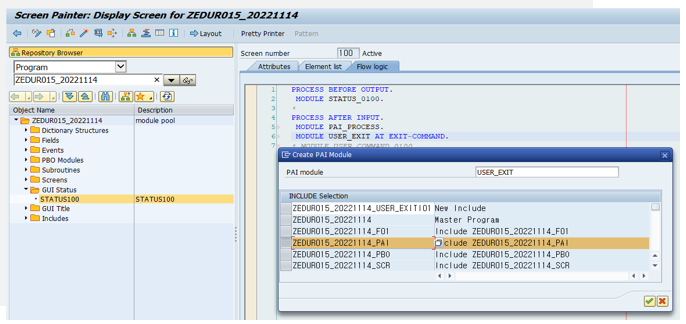 Screen Painter: Display Screen for ZEDUR015_20221114
Layout
Pretty Printer
Pattern
Repository Browser
Program
ZEDUR015_20221114
Object Name
Description
ZEDUR015_20221114
module pool
Dictionary Structures
Fields
Events
PBO Modules
Subroutines
Screens
GUI Status
STATUS100
STATUS100
GUI Title
Includes
Screen number
100
Active
Attributes
Element list
Flow logic
1
PROCESS BEFORE OUTPUT.
2
MODULE STATUS_0100.
3
*
4
PROCESS AFTER INPUT.
5
MODULE PAI_PROCESS.
6
MODULE USER_EXIT AT EXIT-COMMAND.
7
* MODULE USER_COMMAND_0100.
Create PAI Module
PAI module
USER_EXIT
INCLUDE Selection
ZEDUR015_20221114_USER_EXITI01
New Include
ZEDUR015_20221114
Master Program
ZEDUR015_20221114_F01
Include ZEDUR015_20221114_F01
ZEDUR015_20221114_PAI
clude ZEDUR015_20221114_PAI
ZEDUR015_20221114_PBO
Include ZEDUR015_20221114_PBO
ZEDUR015_20221114_SCR
Include ZEDUR015_20221114_SCR